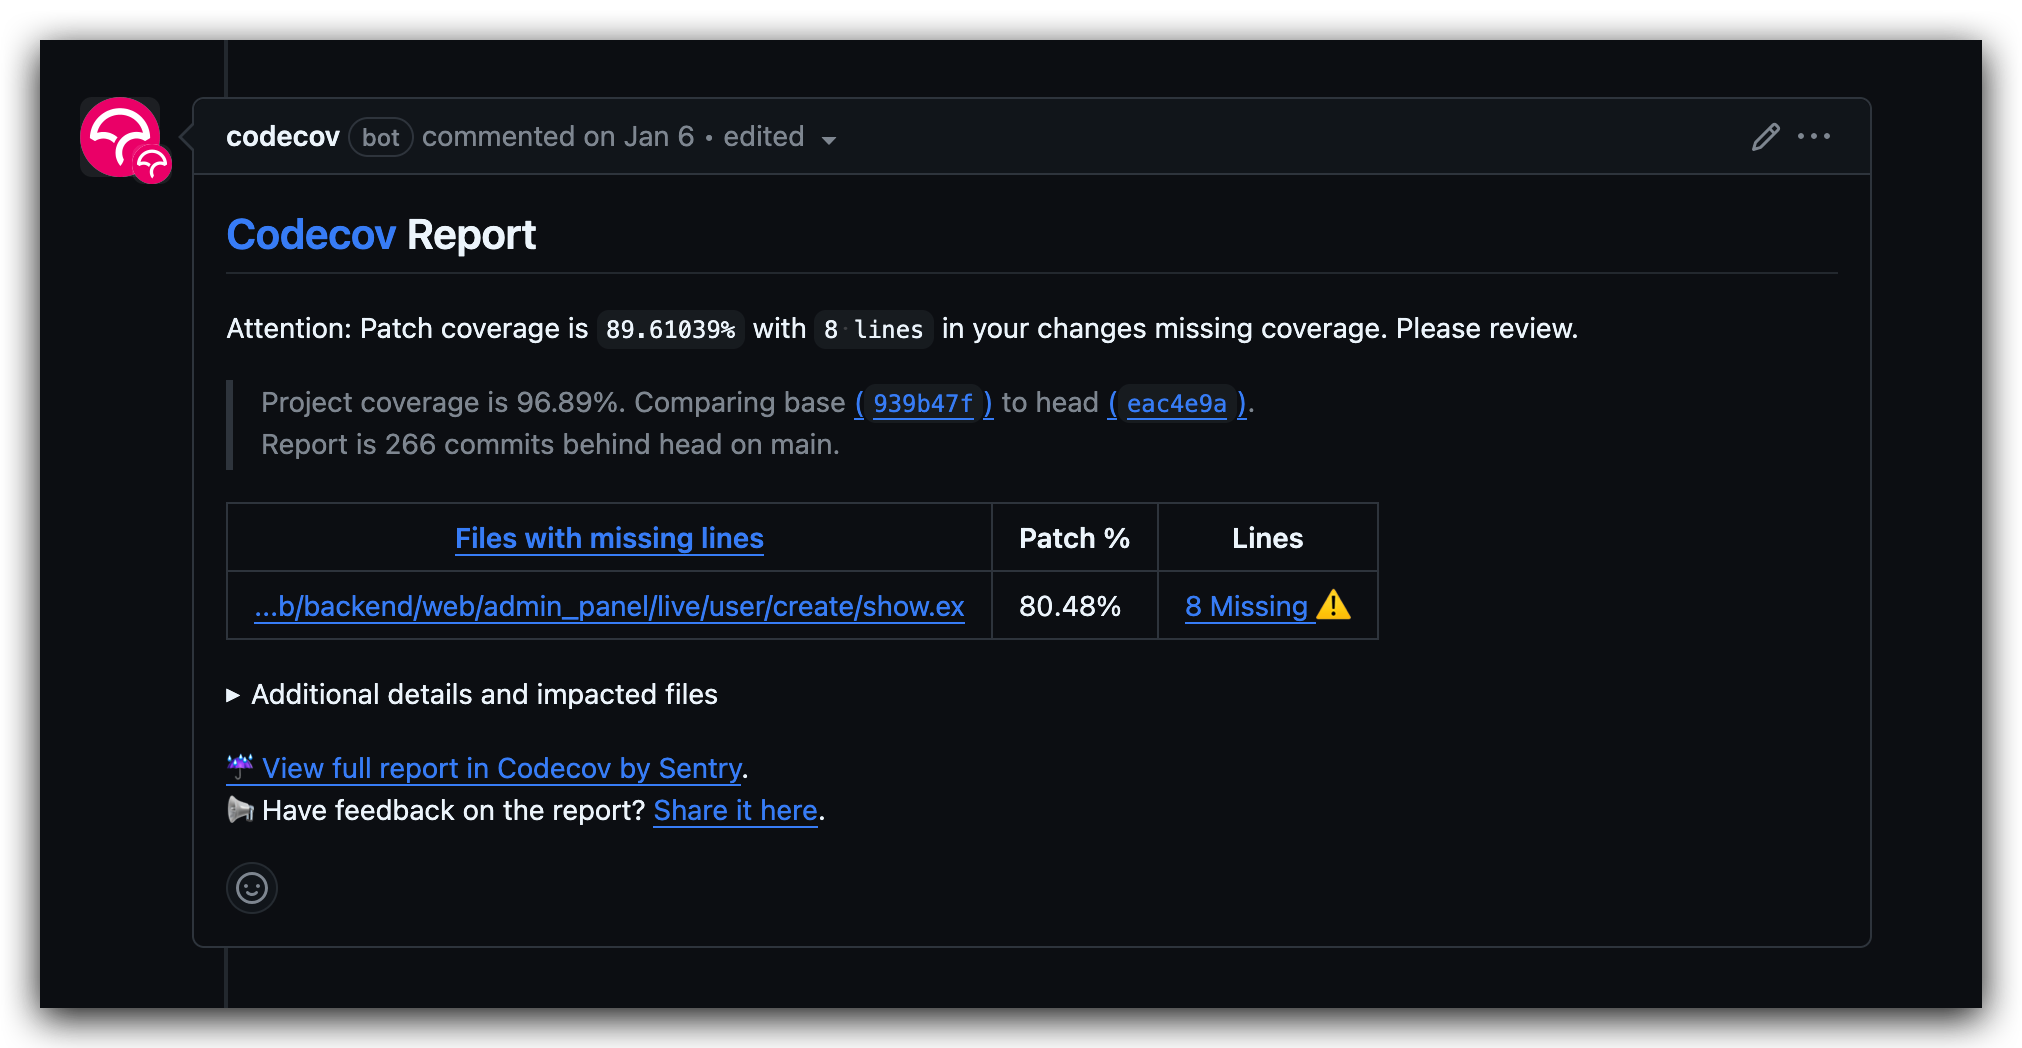 codecov bot commented on Jan 6 • edited
Codecov Report
Attention: Patch coverage is 89.61039% with 8 lines in your changes missing coverage. Please review.
Project coverage is 96.89%. Comparing base (939b47f) to head (eac4e9a).
Report is 266 commits behind head on main.
Files with missing lines Patch % Lines
...b/backend/web/admin_panel/live/user/create/show.ex 80.48% 8 Missing ⚠️
▶ Additional details and impacted files
☔ View full report in Codecov by Sentry.
📢 Have feedback on the report? Share it here.